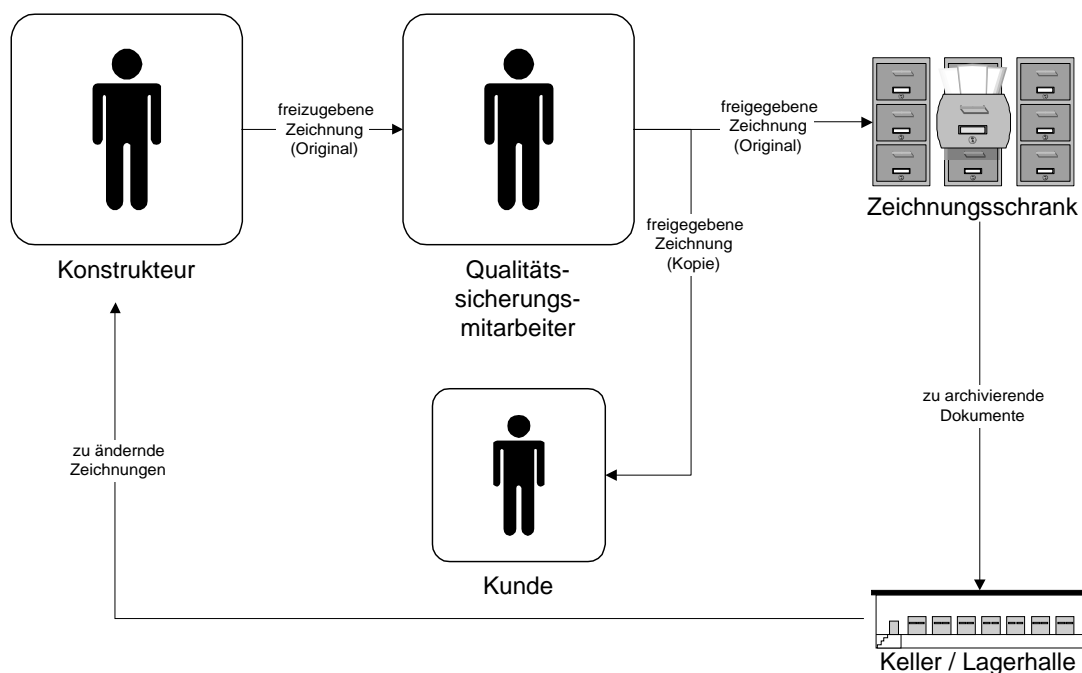 freizugebene
Zeichnung
(Original)
freigegebene
Zeichnung
(Original)
Zeichnungsschrank
freigegebene
Zeichnung
(Kopie)
Konstrukteur
Qualitäts-
sicherungs-
mitarbeiter
zu archivierende
Dokumente
zu ändernde
Zeichnungen
Kunde
Keller / Lagerhalle